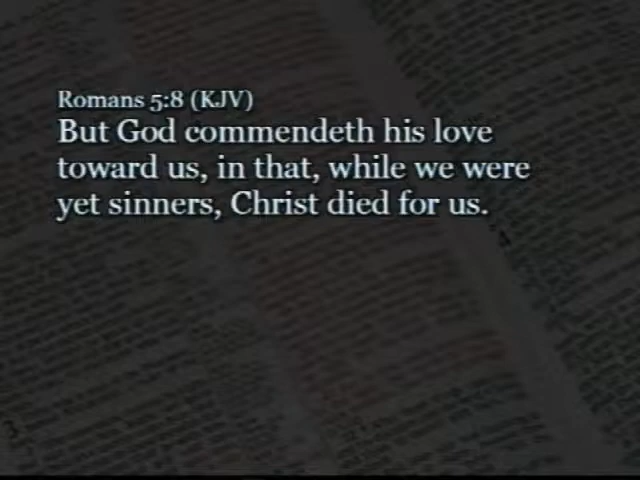 Romans 5:8 (KJV)
But God commendeth his love
toward us, in that, while we were
yet sinners, Christ died for us.